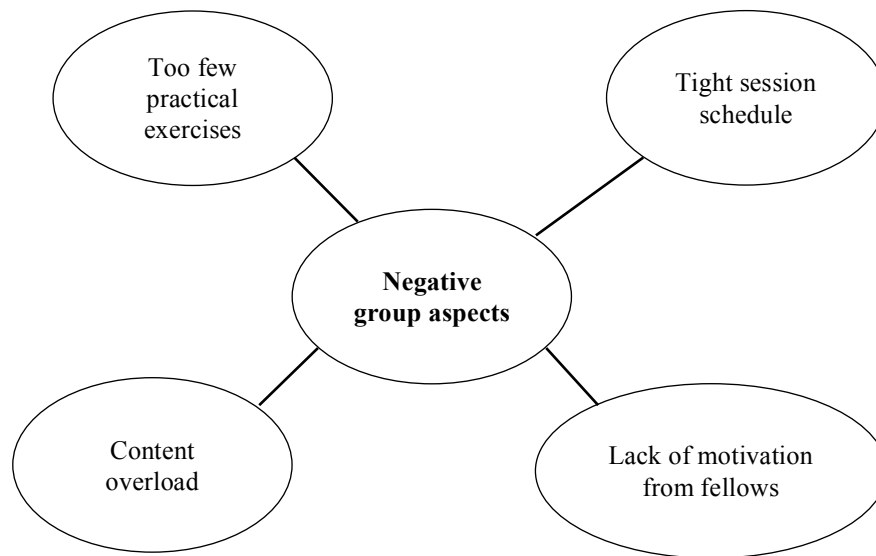 Too few
practical
exercises
Tight session
schedule
Negative
group aspects
Content
overload
Lack of motivation
from fellows